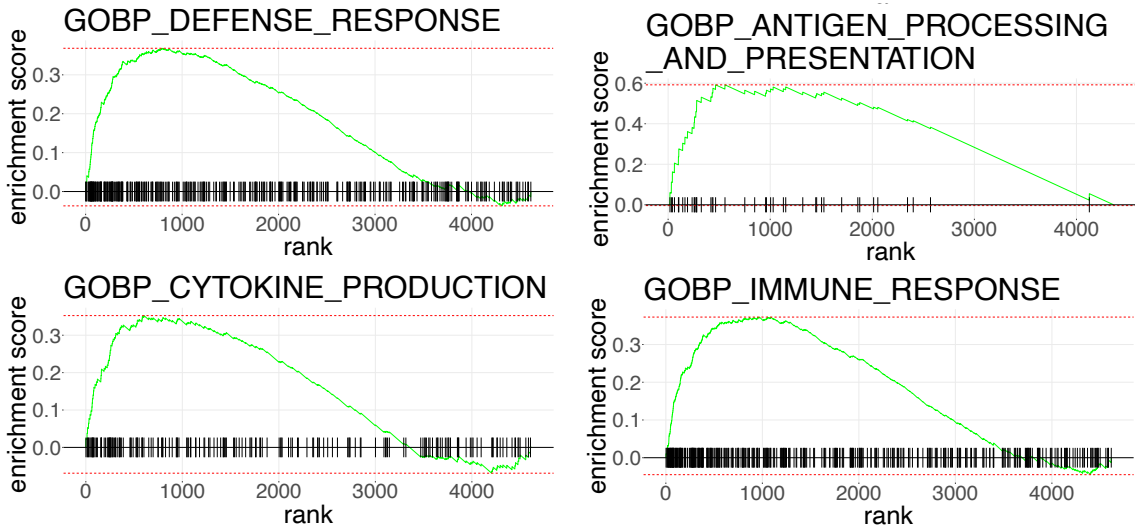 GOBP_DEFENSE_RESPONSE
enrichment score
0.3
0.2
0.1
0.0
0 1000 2000 3000 4000
rank
GOBP_ANTIGEN_PROCESSING
_AND_PRESENTATION
enrichment score
0.6
0.4
0.2
0.0
0 1000 2000 3000 4000
rank
GOBP_CYTOKINE_PRODUCTION
enrichment score
0.3
0.2
0.1
0.0
0 1000 2000 3000 4000
rank
GOBP_IMMUNE_RESPONSE
enrichment score
0.3
0.2
0.1
0.0
0 1000 2000 3000 4000
rank